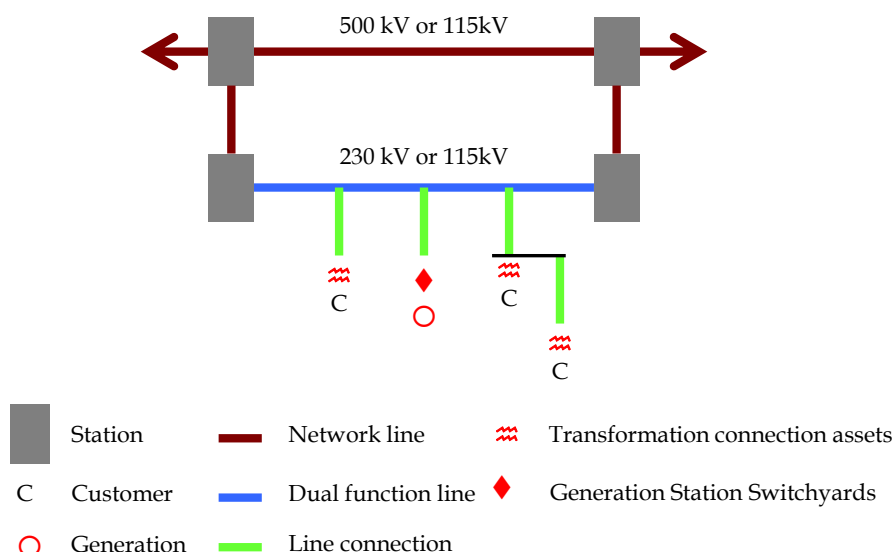 500 kV or 115kV
230 kV or 115kV
C
C
C
Station
Network line
Transformation connection assets
C
Customer
Dual function line
Generation Station Switchyards
Generation
Line connection